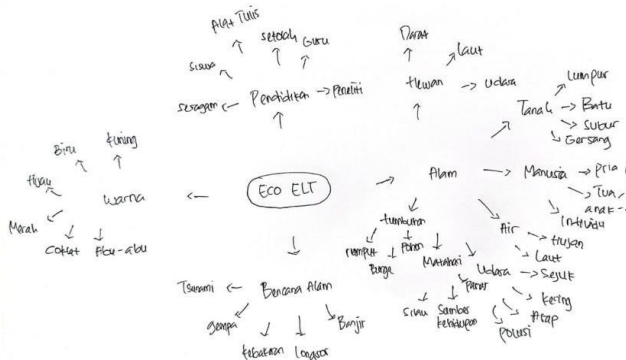 Alat Tulis
Siswa
Sekolah
Guru
Seragam
Pendidikan
Peneliti
Darat
Laut
Hewan
Udara
Lumpur
Tanah
Batu
Subur
Gersang
Biru
Kuning
Hijau
Warna
Merah
Coklat
Abu-abu
ECO ELT
Alam
Manusia
Pria
Tua,
anak-
Individu
Air
Hujan
Laut
tumbuhan
rumput
Bunga
Pohon
Matahari
Panas
Silau
Sumber
kehidupan
Udara
Sejuk
Kering
Asap
Polusi
Bencana Alam
Tsunami
gempa
kebakaran
Longsor
Banjir